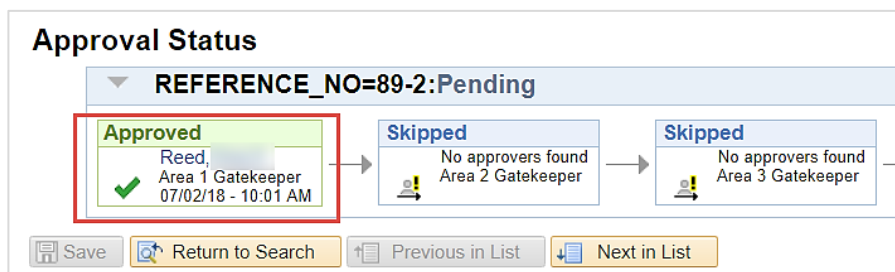 Approval Status
REFERENCE_NO=89-2:Pending
Approved
Reed,
Area 1 Gatekeeper
07/02/18 - 10:01 AM
Skipped
No approvers found
Area 2 Gatekeeper
Skipped
No approvers found
Area 3 Gatekeeper
Save
Return to Search
Previous in List
Next in List